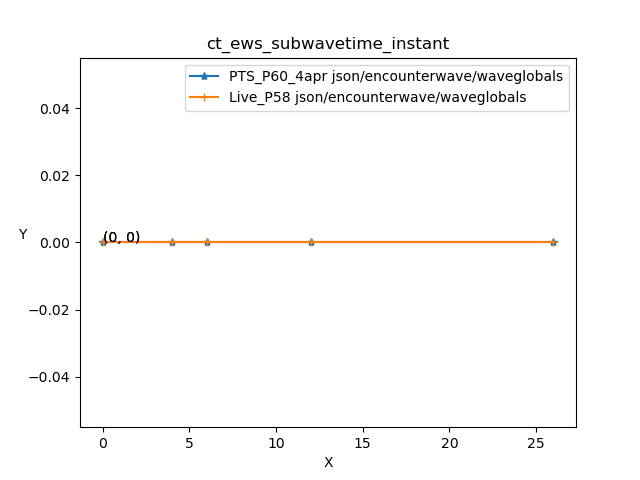 ct_ews_subwavetime_instant
PTS_P60_4apr json/encounterwave/waveglobals
Live_P58 json/encounterwave/waveglobals
0.04
0.02
0.00
−0.02
−0.04
Y
(0, 0)
0 5 10 15 20 25
X